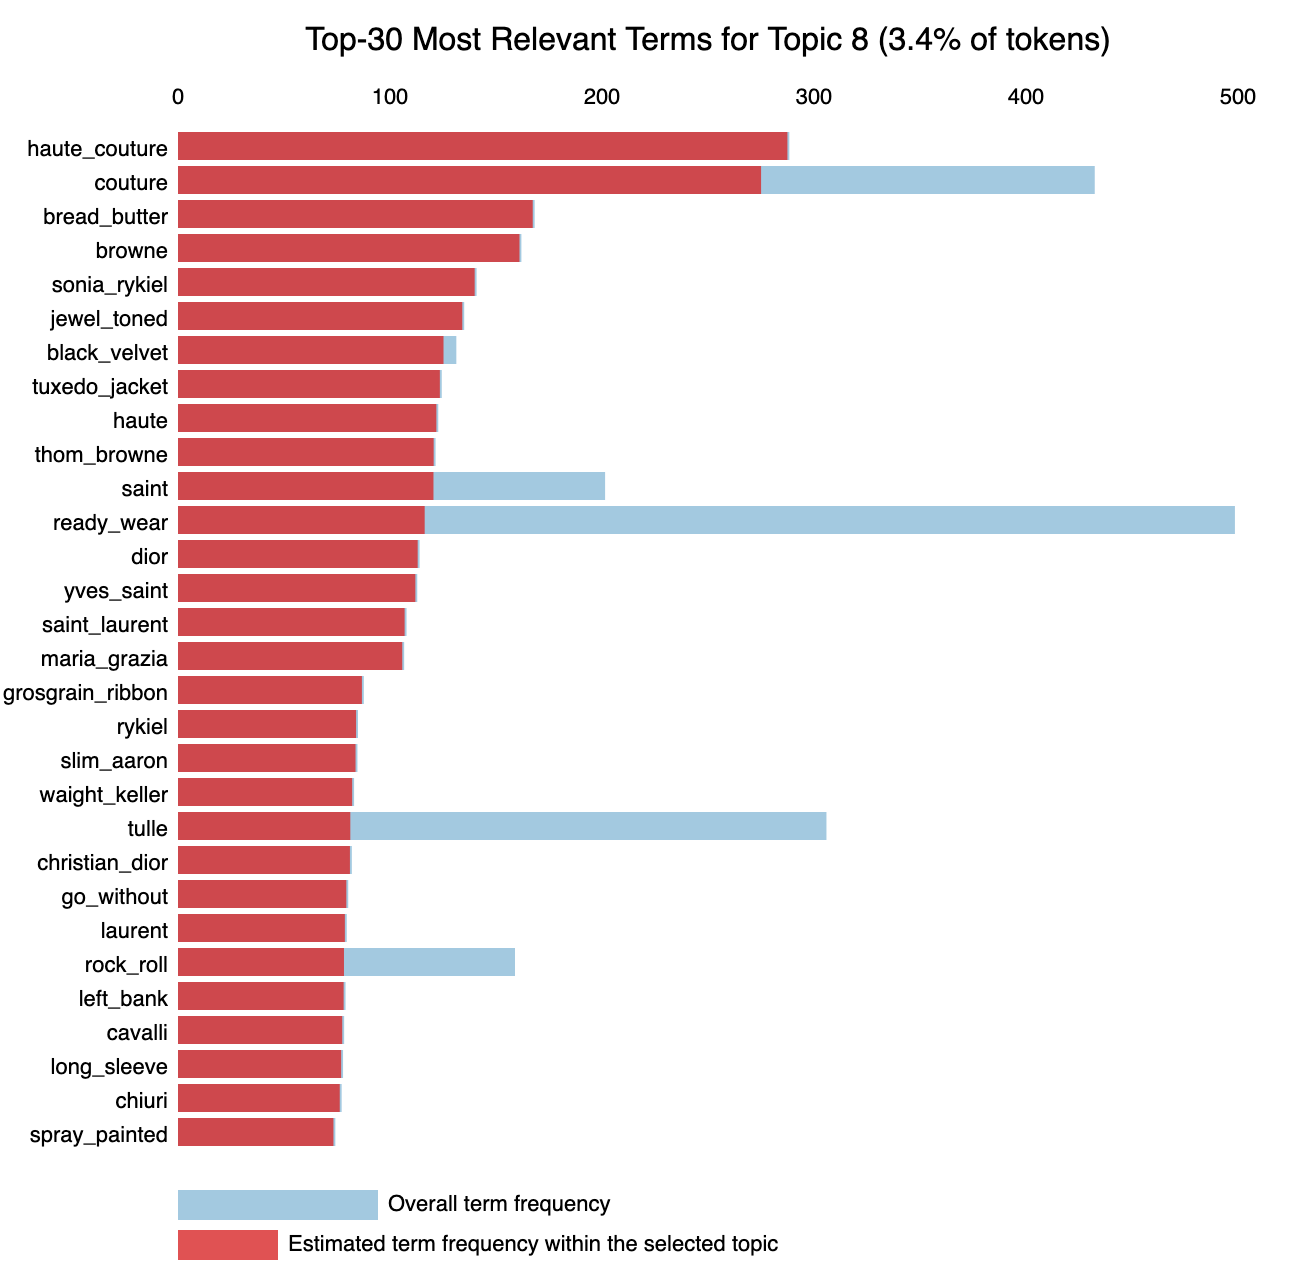 Top-30 Most Relevant Terms for Topic 8 (3.4% of tokens)
0 100 200 300 400 500
haute_couture
couture
bread_butter
browne
sonia_rykiel
jewel_toned
black_velvet
tuxedo_jacket
haute
thom_browne
saint
ready_wear
dior
yves_saint
saint_laurent
maria_grazia
grosgrain_ribbon
rykiel
slim_aaron
waight_keller
tulle
christian_dior
go_without
laurent
rock_roll
left_bank
cavalli
long_sleeve
chiuri
spray_painted
Overall term frequency
Estimated term frequency within the selected topic